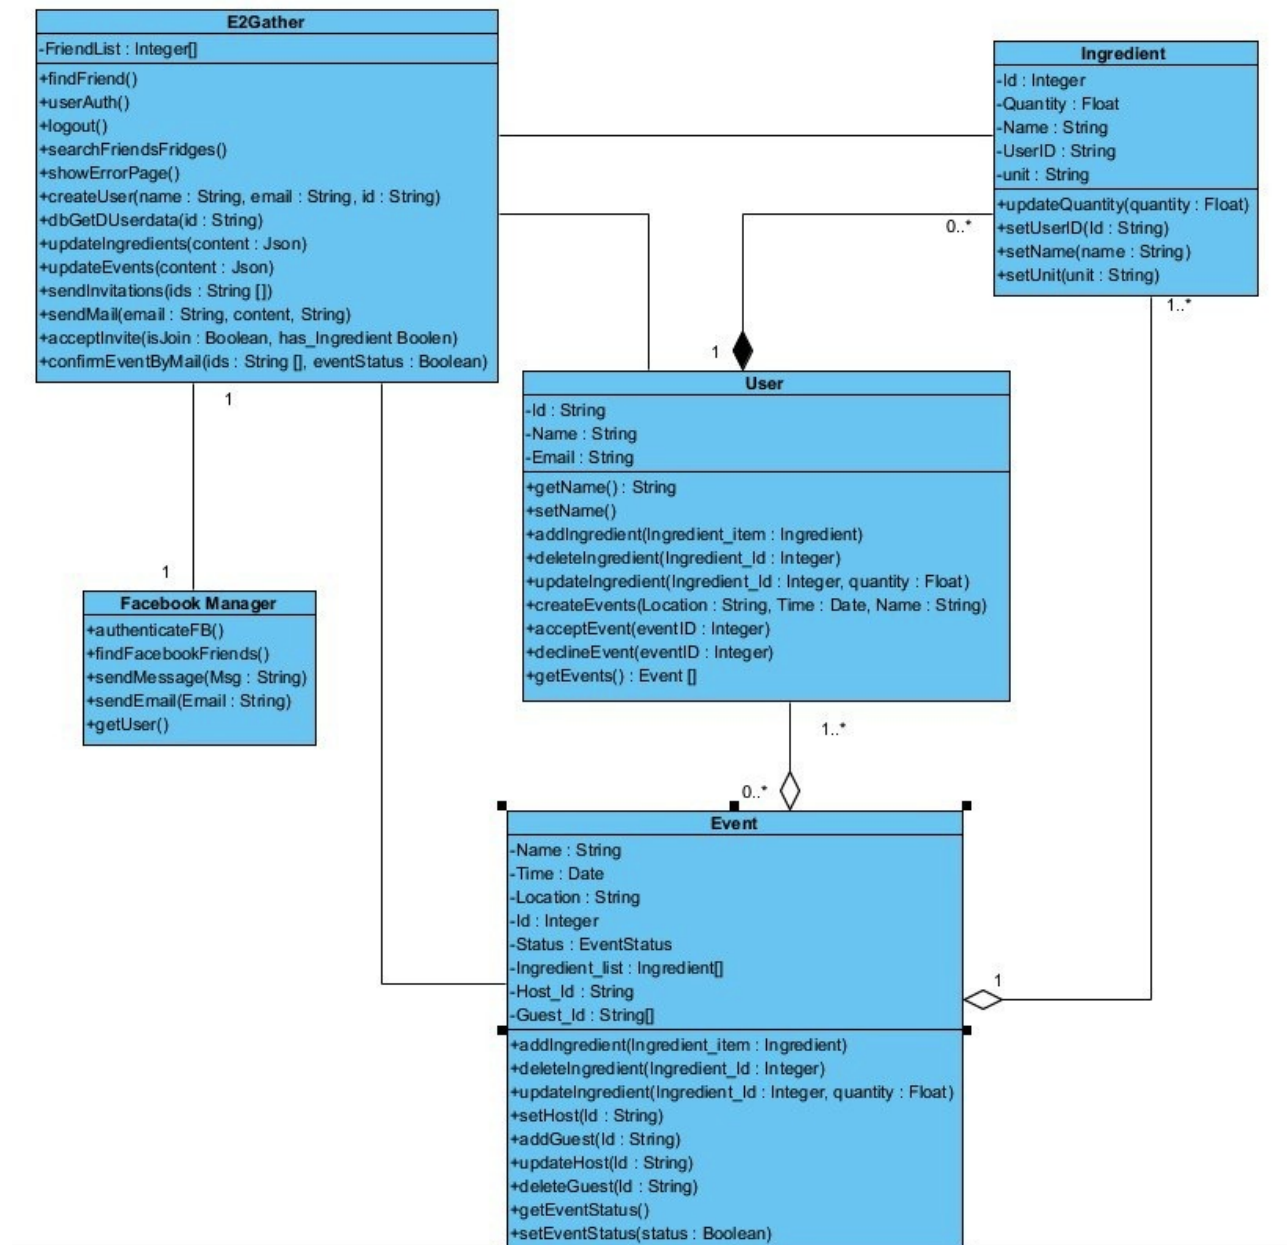 E2Gather
-FriendList : Integer[]
+findFriend()
+userAuth()
+logout()
+searchFriendsFridges()
+showErrorPage()
+createUser(name : String, email : String, id : String)
+dbGetDUserdata(id : String)
+updateIngredients(content : Json)
+updateEvents(content : Json)
+sendInvitations(ids : String [])
+sendMail(email : String, content, String)
+acceptInvite(isJoin : Boolean, has_Ingredient Boolen)
+confirmEventByMail(ids : String [], eventStatus : Boolean)
Ingredient
-Id : Integer
-Quantity : Float
-Name : String
-UserID : String
-unit : String
+updateQuantity(quantity : Float)
+setUserID(Id : String)
+setName(name : String)
+setUnit(unit : String)
0..*
1..*
1
1
User
-Id : String
-Name : String
-Email : String
+getName() : String
+setName()
+addIngredient(Ingredient_item : Ingredient)
+deleteIngredient(Ingredient_Id : Integer)
+updateIngredient(Ingredient_Id : Integer, quantity : Float)
+createEvents(Location : String, Time : Date, Name : String)
+acceptEvent(eventID : Integer)
+declineEvent(eventID : Integer)
+getEvents() : Event []
1
Facebook Manager
+authenticateFB()
+findFacebookFriends()
+sendMessage(Msg : String)
+sendEmail(Email : String)
+getUser()
1..*
0..*
Event
-Name : String
-Time : Date
-Location : String
-Id : Integer
-Status : EventStatus
-Ingredient_list : Ingredient[]
-Host_Id : String
-Guest_Id : String[]
1
+addIngredient(Ingredient_item : Ingredient)
+deleteIngredient(Ingredient_Id : Integer)
+updateIngredient(Ingredient_Id : Integer, quantity : Float)
+setHost(Id : String)
+addGuest(Id : String)
+updateHost(Id : String)
+deleteGuest(Id : String)
+getEventStatus()
+setEventStatus(status : Boolean)